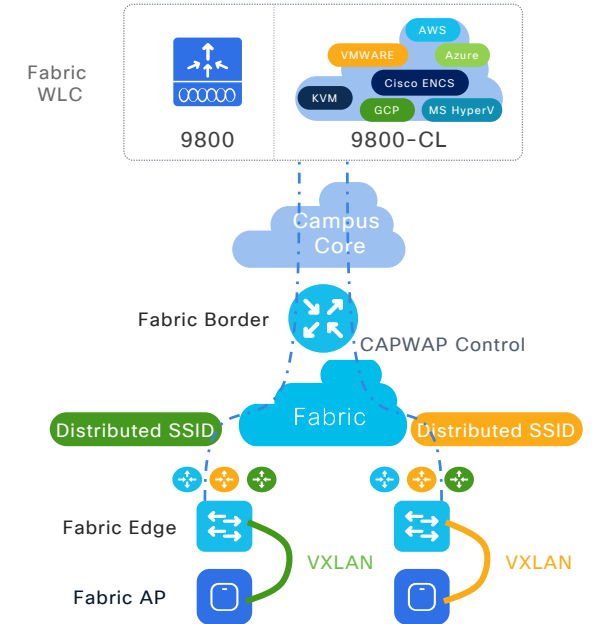 AWS
VMWARE
Azure
Fabric
WLC
Cisco ENCS
KVM
GCP
MS HyperV
9800
9800-CL
Campus
Core
Fabric Border
CAPWAP Control
Fabric
Distributed SSID
Distributed SSID
Fabric Edge
VXLAN
VXLAN
Fabric AP